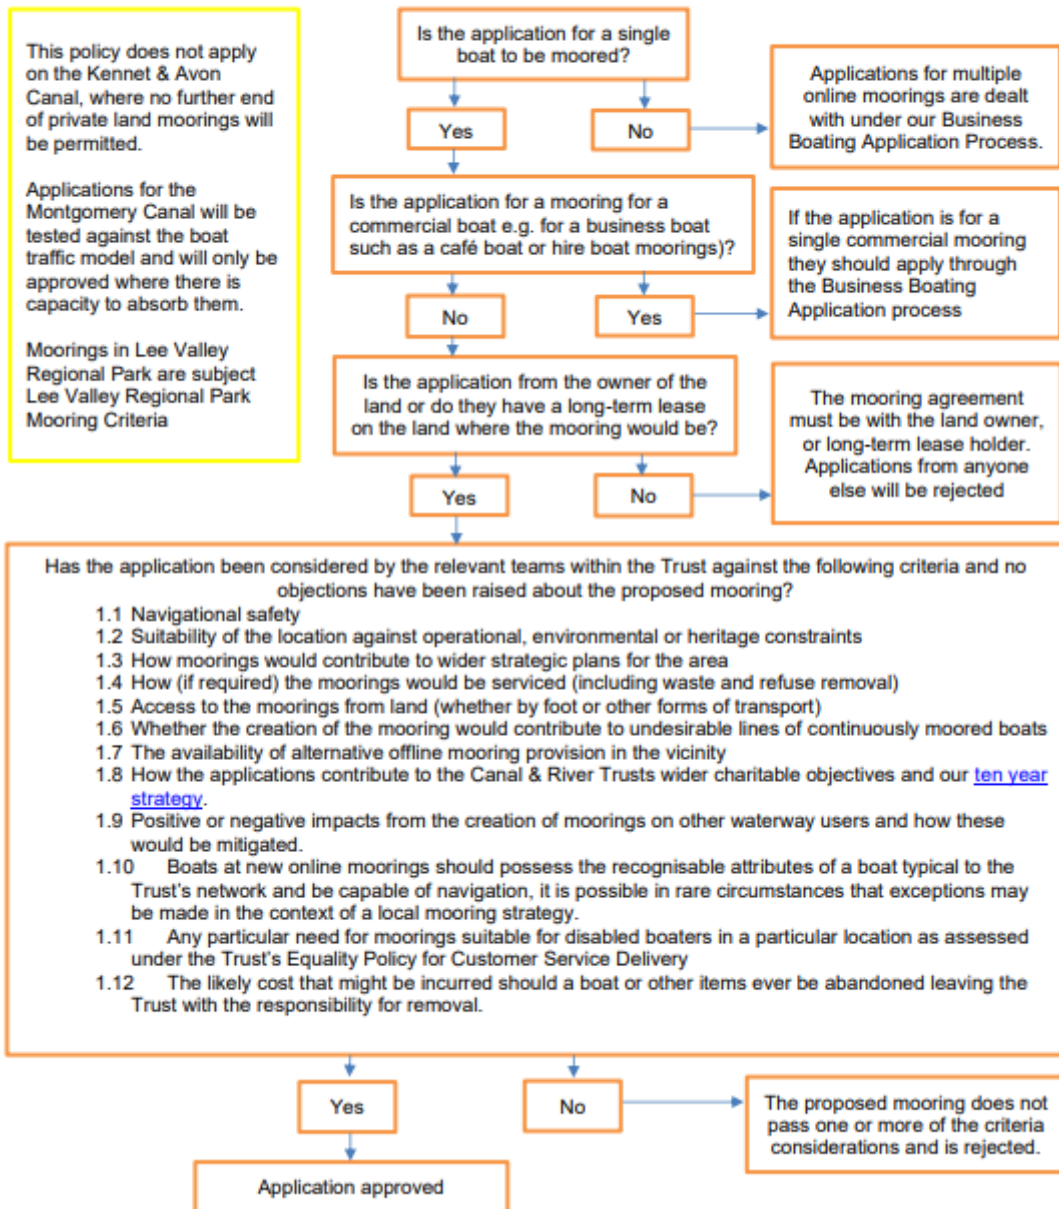 This policy does not apply
on the Kennet & Avon
Canal, where no further end
of private land moorings will
be permitted.
Applications for the
Montgomery Canal will be
tested against the boat
traffic model and will only be
approved where there is
capacity to absorb them.
Moorings in Lee Valley
Regional Park are subject
Lee Valley Regional Park
Mooring Criteria
Is the application for a single
boat to be moored?
Yes
No
Applications for multiple
online moorings are dealt
with under our Business
Boating Application Process.
Is the application for a mooring for a
commercial boat e.g. for a business boat
such as a café boat or hire boat moorings)?
No
Yes
If the application is for a
single commercial mooring
they should apply through
the Business Boating
Application process
Is the application from the owner of the
land or do they have a long-term lease
on the land where the mooring would be?
Yes
No
The mooring agreement
must be with the land owner,
or long-term lease holder.
Applications from anyone
else will be rejected
Has the application been considered by the relevant teams within the Trust against the following criteria and no
objections have been raised about the proposed mooring?
1.1 Navigational safety
1.2 Suitability of the location against operational, environmental or heritage constraints
1.3 How moorings would contribute to wider strategic plans for the area
1.4 How (if required) the moorings would be serviced (including waste and refuse removal)
1.5 Access to the moorings from land (whether by foot or other forms of transport)
1.6 Whether the creation of the mooring would contribute to undesirable lines of continuously moored boats
1.7 The availability of alternative offline mooring provision in the vicinity
1.8 How the applications contribute to the Canal & River Trusts wider charitable objectives and our ten year
strategy.
1.9 Positive or negative impacts from the creation of moorings on other waterway users and how these
would be mitigated.
1.10 Boats at new online moorings should possess the recognisable attributes of a boat typical to the
Trust's network and be capable of navigation, it is possible in rare circumstances that exceptions may
be made in the context of a local mooring strategy.
1.11 Any particular need for moorings suitable for disabled boaters in a particular location as assessed
under the Trust's Equality Policy for Customer Service Delivery
1.12 The likely cost that might be incurred should a boat or other items ever be abandoned leaving the
Trust with the responsibility for removal.
Yes
No
The proposed mooring does not
pass one or more of the criteria
considerations and is rejected.
Application approved